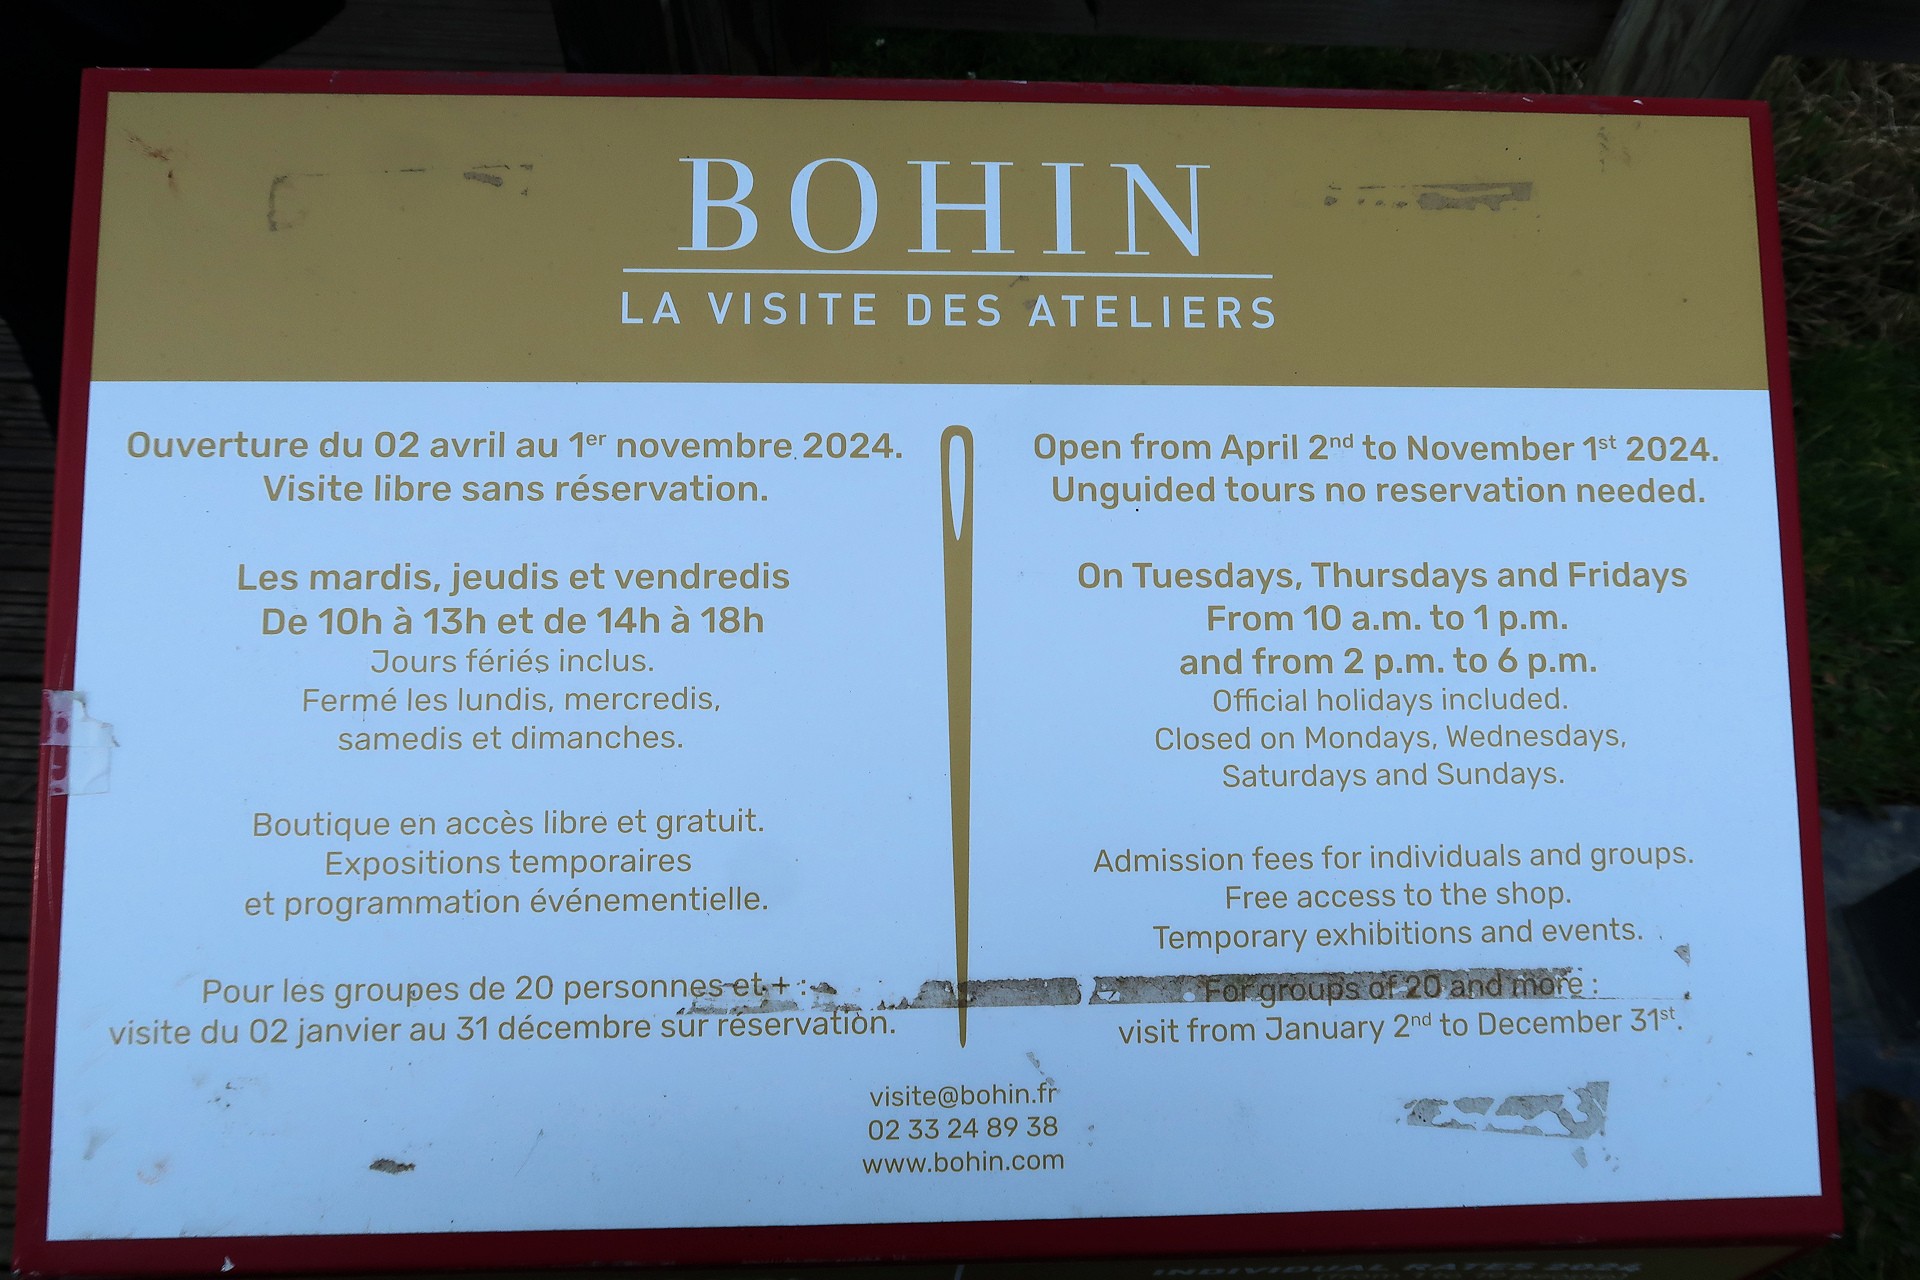 BOHIN
LA VISITE DES ATELIERS
Ouverture du 02 avril au 1er novembre 2024.
Visite libre sans réservation.
Les mardis, jeudis et vendredis
De 10h à 13h et de 14h à 18h
Jours fériés inclus.
Fermé les lundis, mercredis,
samedis et dimanches.
Boutique en accès libre et gratuit.
Expositions temporaires
et programmation événementielle.
Pour les groupes de 20 personnes et + :
visite du 02 janvier au 31 décembre sur réservation.
Open from April 2nd to November 1st 2024.
Unguided tours no reservation needed.
On Tuesdays, Thursdays and Fridays
From 10 a.m. to 1 p.m.
and from 2 p.m. to 6 p.m.
Official holidays included.
Closed on Mondays, Wednesdays,
Saturdays and Sundays.
Admission fees for individuals and groups.
Free access to the shop.
Temporary exhibitions and events.
For groups of 20 and more :
visit from January 2nd to December 31st.
visite@bohin.fr
02 33 24 89 38
www.bohin.com
INDIVIDUAL RATES